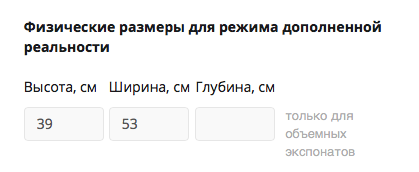 Физические размеры для режима дополненной
реальности
Высота, см Ширина, см Глубина, см
39 53 только для
объемных
экспонатов